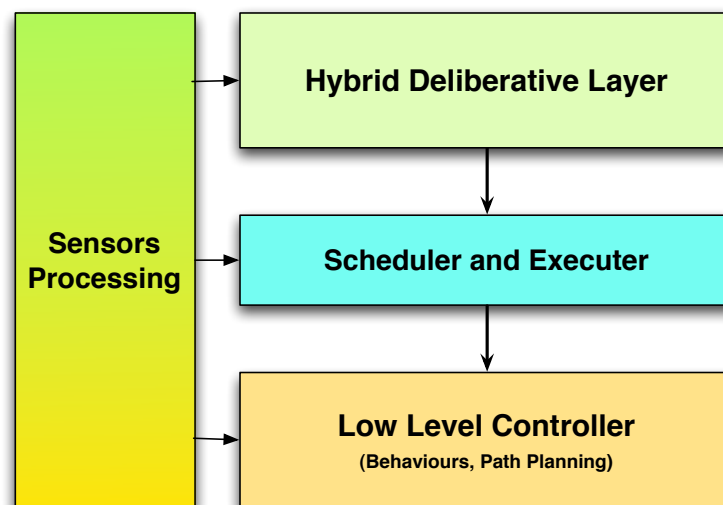 Hybrid Deliberative Layer
Sensors
Processing
Scheduler and Executer
Low Level Controller
(Behaviours, Path Planning)